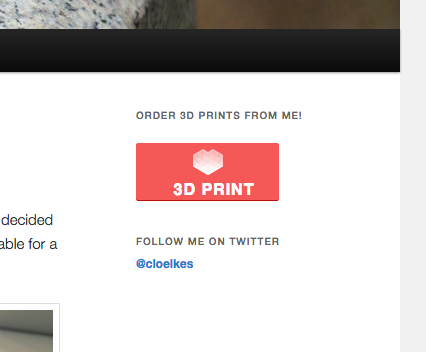 ORDER 3D PRINTS FROM ME!
3D PRINT
decided
able for a
FOLLOW ME ON TWITTER
@cloelkes